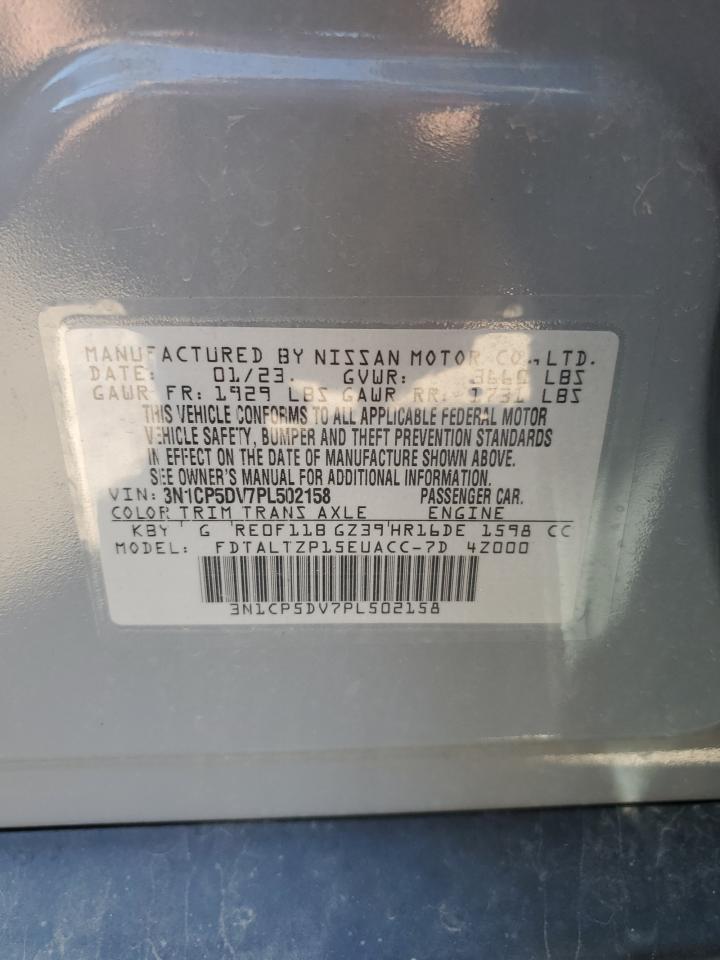 MANUFACTURED BY NISSAN MOTOR CO., LTD.
DATE: 01/23. GVWR: 3660 LBS
GAWR FR: 1929 LBS GAWR RR: 1731 LBS
THIS VEHICLE CONFORMS TO ALL APPLICABLE FEDERAL MOTOR
VEHICLE SAFETY, BUMPER AND THEFT PREVENTION STANDARDS
IN EFFECT ON THE DATE OF MANUFACTURE SHOWN ABOVE.
SEE OWNER'S MANUAL FOR ADDITIONAL INFORMATION.
VIN: 3N1CP5DV7PL502158 PASSENGER CAR.
COLOR TRIM TRANS AXLE ENGINE
KBY G RE0F11B GZ39 HR16DE 1598 CC
MODEL: FDTALTZP15EUACC-7D 4Z000
3N1CP5DV7PL502158